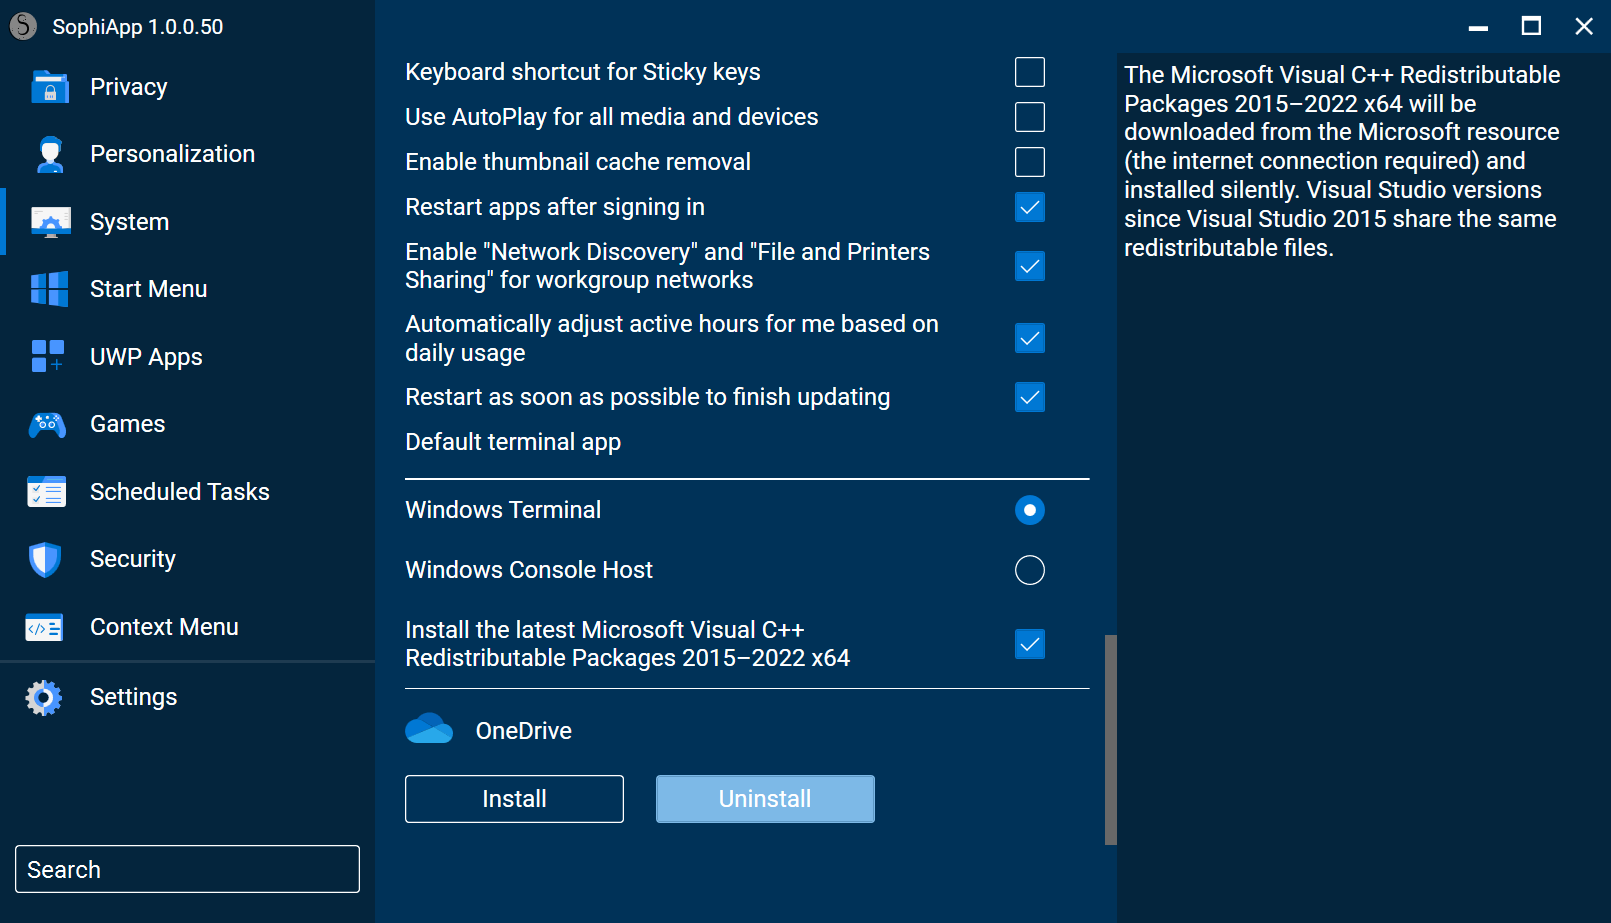 SophiApp 1.0.0.50
Privacy
Personalization
System
Start Menu
UWP Apps
Games
Scheduled Tasks
Security
Context Menu
Settings
Search
Keyboard shortcut for Sticky keys
Use AutoPlay for all media and devices
Enable thumbnail cache removal
Restart apps after signing in
Enable "Network Discovery" and "File and Printers
Sharing" for workgroup networks
Automatically adjust active hours for me based on
daily usage
Restart as soon as possible to finish updating
Default terminal app
Windows Terminal
Windows Console Host
Install the latest Microsoft Visual C++
Redistributable Packages 2015–2022 x64
OneDrive
Install
Uninstall
The Microsoft Visual C++ Redistributable
Packages 2015–2022 x64 will be
downloaded from the Microsoft resource
(the internet connection required) and
installed silently. Visual Studio versions
since Visual Studio 2015 share the same
redistributable files.